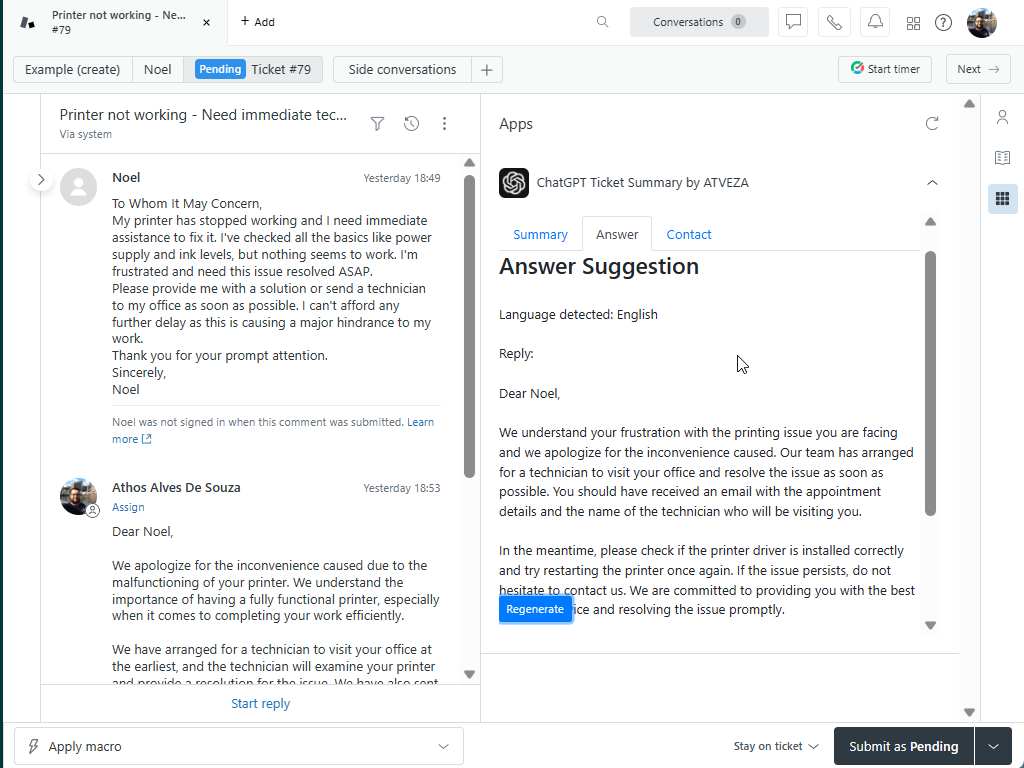 Printer not working - Ne...
#79
+ Add
Conversations 0
Example (create)
Noel
Pending Ticket #79
Side conversations
+
Start timer
Next →
Printer not working - Need immediate tec...
Via system
Noel
Yesterday 18:49
To Whom It May Concern,
My printer has stopped working and I need immediate
assistance to fix it. I've checked all the basics like power
supply and ink levels, but nothing seems to work. I'm
frustrated and need this issue resolved ASAP.
Please provide me with a solution or send a technician
to my office as soon as possible. I can't afford any
further delay as this is causing a major hindrance to my
work.
Thank you for your prompt attention.
Sincerely,
Noel
Noel was not signed in when this comment was submitted. Learn
more
Athos Alves De Souza
Yesterday 18:53
Assign
Dear Noel,
We apologize for the inconvenience caused due to the
malfunctioning of your printer. We understand the
importance of having a fully functional printer, especially
when it comes to completing your work efficiently.
We have arranged for a technician to visit your office at
the earliest, and the technician will examine your printer
and provide a resolution for the issue. We have also sent
Start reply
Apps
ChatGPT Ticket Summary by ATVEZA
Summary
Answer
Contact
Answer Suggestion
Language detected: English
Reply:
Dear Noel,
We understand your frustration with the printing issue you are facing
and we apologize for the inconvenience caused. Our team has arranged
for a technician to visit your office and resolve the issue as soon as
possible. You should have received an email with the appointment
details and the name of the technician who will be visiting you.
In the meantime, please check if the printer driver is installed correctly
and try restarting the printer once again. If the issue persists, do not
hesitate to contact us. We are committed to providing you with the best
Regenerate
and resolving the issue promptly.
Apply macro
Stay on ticket
Submit as Pending